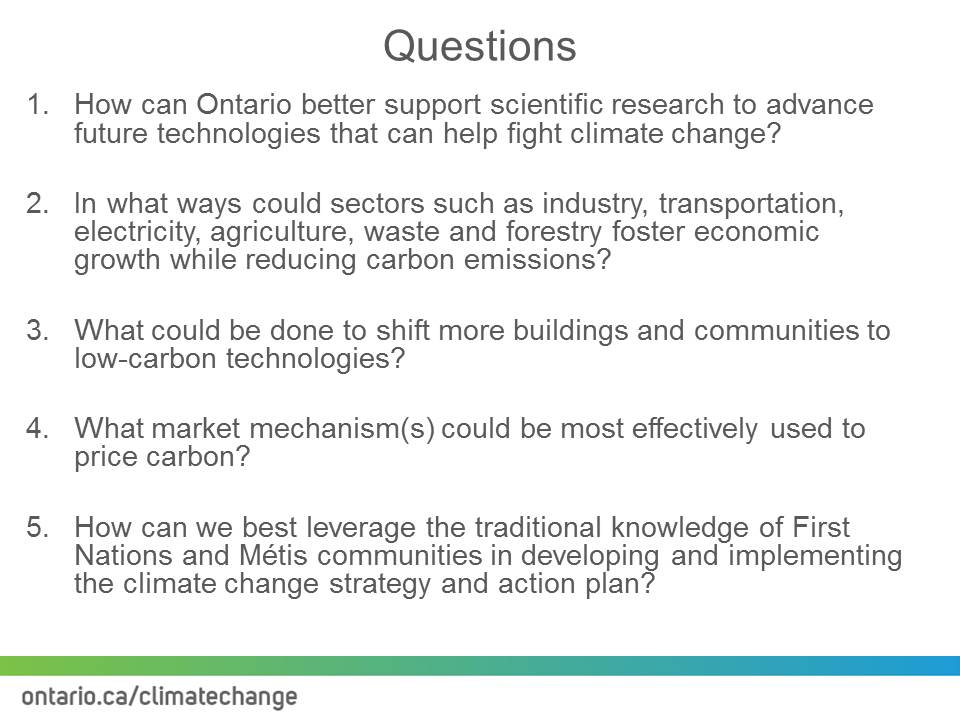 Questions
1. How can Ontario better support scientific research to advance
future technologies that can help fight climate change?
2. In what ways could sectors such as industry, transportation,
electricity, agriculture, waste and forestry foster economic
growth while reducing carbon emissions?
3. What could be done to shift more buildings and communities to
low-carbon technologies?
4. What market mechanism(s) could be most effectively used to
price carbon?
5. How can we best leverage the traditional knowledge of First
Nations and Métis communities in developing and implementing
the climate change strategy and action plan?
ontario.ca/climatechange